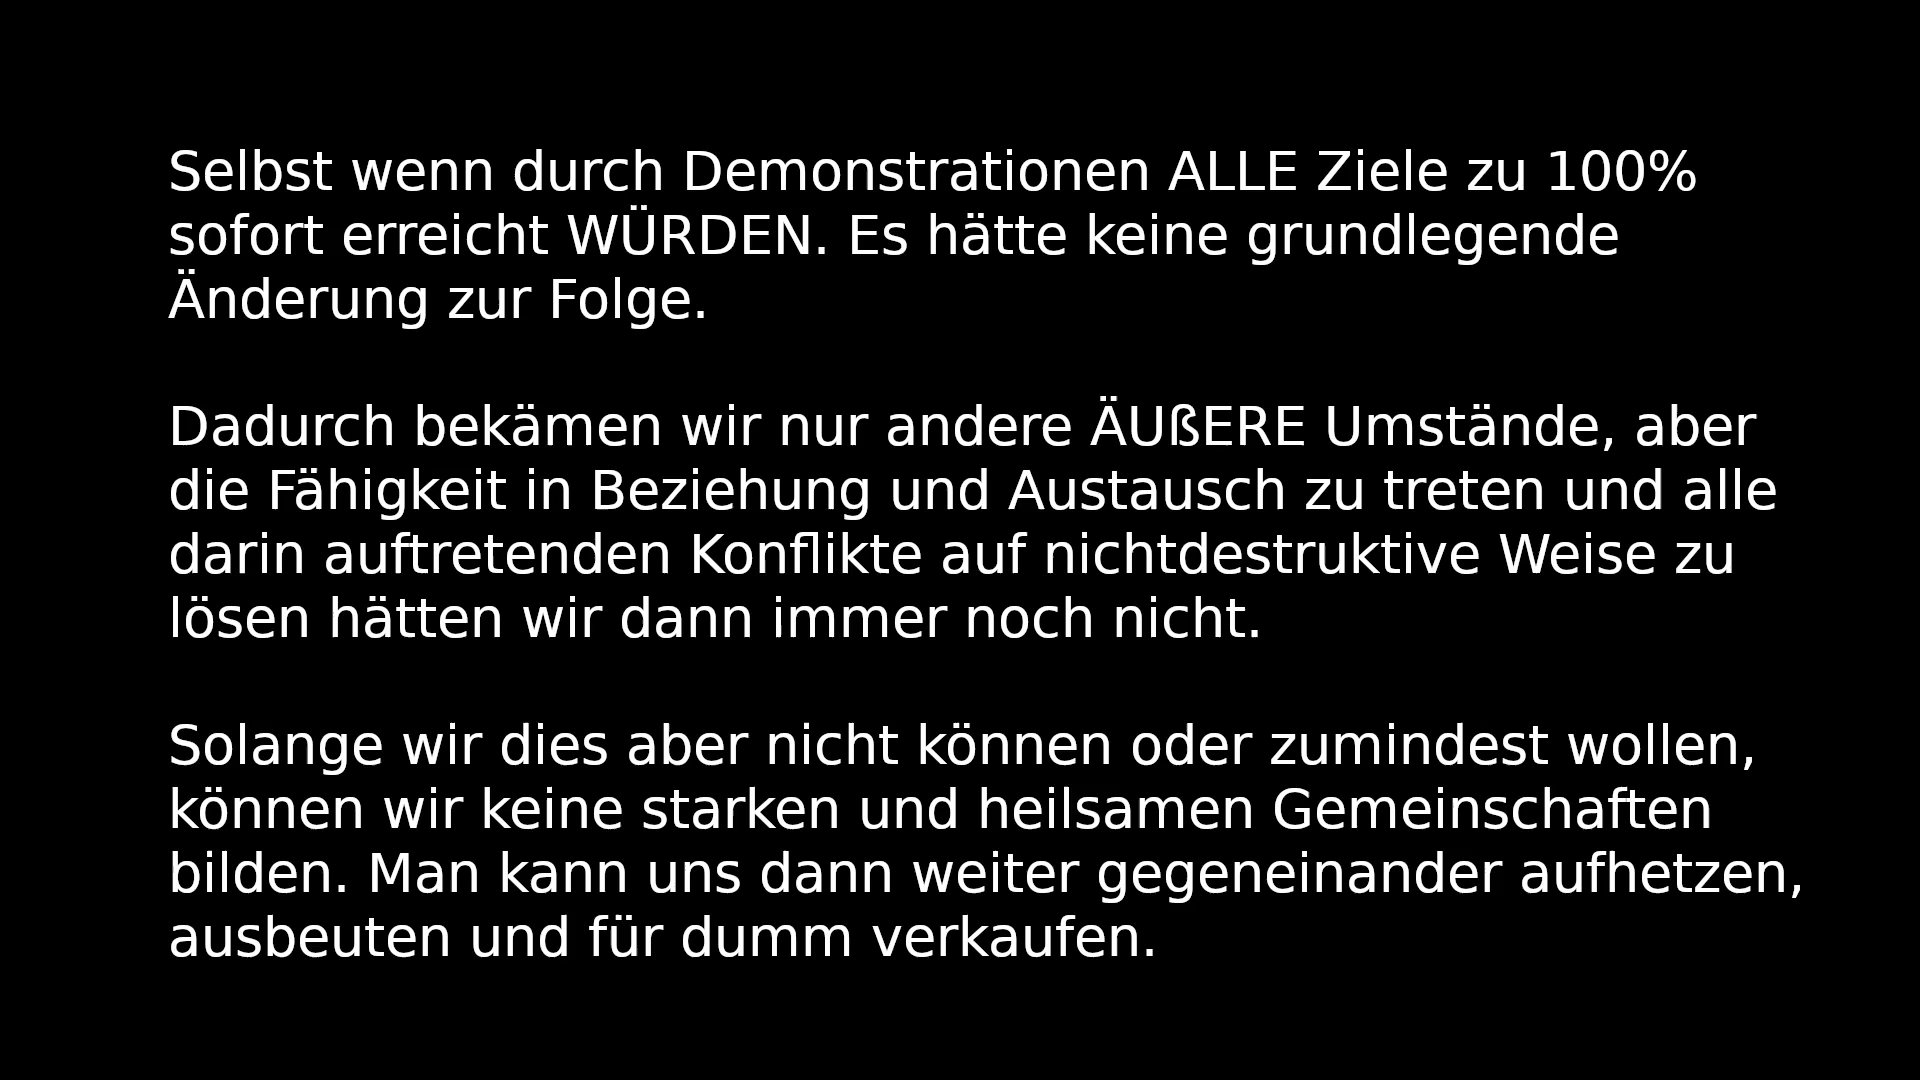 Selbst wenn durch Demonstrationen ALLE Ziele zu 100%
sofort erreicht WÜRDEN. Es hätte keine grundlegende
Änderung zur Folge.
Dadurch bekämen wir nur andere ÄUßERE Umstände, aber
die Fähigkeit in Beziehung und Austausch zu treten und alle
darin auftretenden Konflikte auf nichtdestruktive Weise zu
lösen hätten wir dann immer noch nicht.
Solange wir dies aber nicht können oder zumindest wollen,
können wir keine starken und heilsamen Gemeinschaften
bilden. Man kann uns dann weiter gegeneinander aufhetzen,
ausbeuten und für dumm verkaufen.